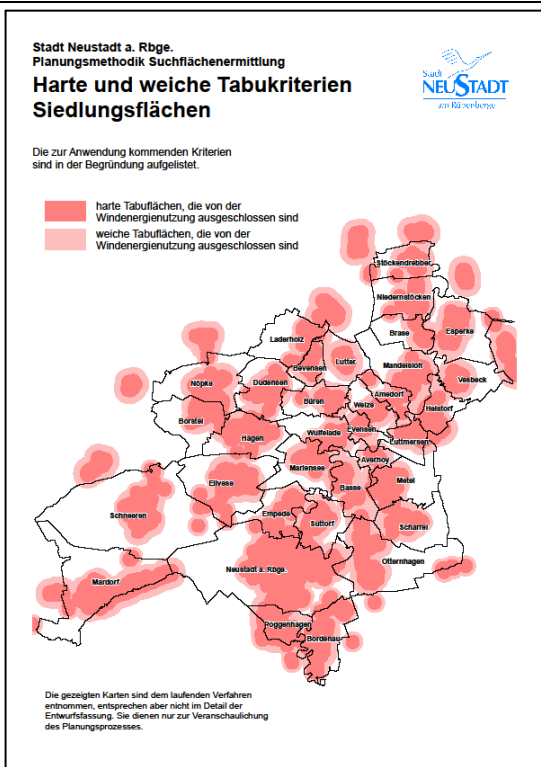 Stadt Neustadt a. Rbge.
Planungsmethodik Suchflächenermittlung
Harte und weiche Tabukriterien
Siedlungsflächen
Stadt
NEUSTADT
am Rübenberge
Die zur Anwendung kommenden Kriterien
sind in der Begründung aufgelistet.
harte Tabuflächen, die von der
Windenergienutzung ausgeschlossen sind
weiche Tabuflächen, die von der
Windenergienutzung ausgeschlossen sind
Stöckendrebber
Niedernstöcken
Brase
Esperke
Laderholz
Lutter
Bevensen
Mandelsloh
Vesbeck
Nöpke
Dudensen
Amedorf
Büren
Welze
Helstorf
Borstel
Wulfelade
Evensen
Hagen
Luttmersen
Averhoy
Mariensee
Eilvese
Basse
Metel
Schneeren
Empede
Suttorf
Scharrel
Otternhagen
Neustadt a. Rbge.
Mardorf
Poggenhagen
Bordenau
Die gezeigten Karten sind dem laufenden Verfahren
entnommen, entsprechen aber nicht im Detail der
Entwurfsfassung. Sie dienen nur zur Veranschaulichung
des Planungsprozesses.